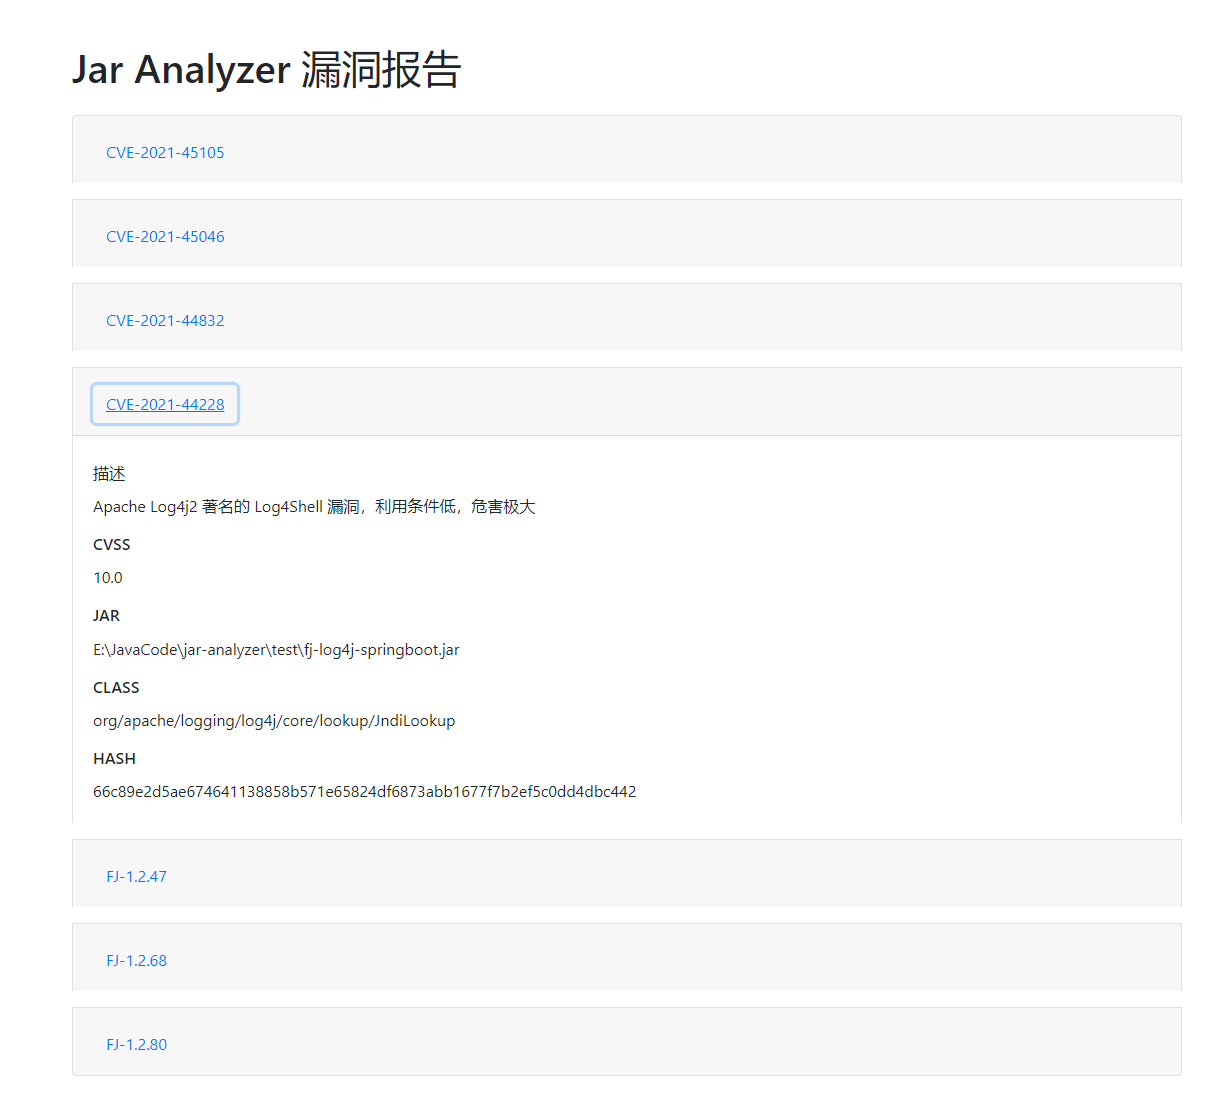 Jar Analyzer 漏洞报告
CVE-2021-45105
CVE-2021-45046
CVE-2021-44832
CVE-2021-44228
描述
Apache Log4j2 著名的 Log4Shell 漏洞，利用条件低，危害极大
CVSS
10.0
JAR
E:\JavaCode\jar-analyzer\test\fj-log4j-springboot.jar
CLASS
org/apache/logging/log4j/core/lookup/JndiLookup
HASH
66c89e2d5ae674641138858b571e65824df6873abb1677f7b2ef5c0dd4dbc442
FJ-1.2.47
FJ-1.2.68
FJ-1.2.80